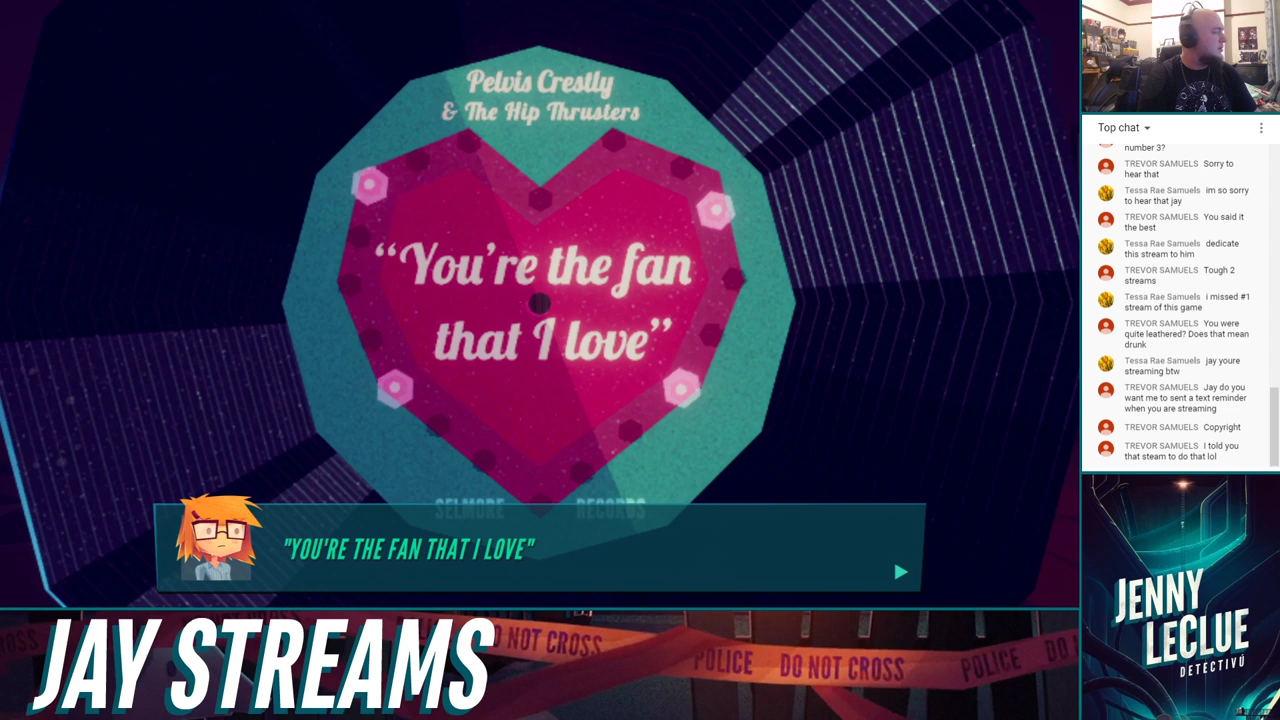 Pelvis Crestly
& The Hip Thrusters
“You’re the fan
that I love”
SELMORE RECORDS
"YOU'RE THE FAN THAT I LOVE"
JAY STREAMS
DO NOT CROSS
POLICE DO NOT CROSS
POLICE
Top chat
number 3?
TREVOR SAMUELS Sorry to
hear that
Tessa Rae Samuels im so sorry
to hear that jay
TREVOR SAMUELS You said it
the best
Tessa Rae Samuels dedicate
this stream to him
TREVOR SAMUELS Tough 2
streams
Tessa Rae Samuels i missed #1
stream of this game
TREVOR SAMUELS You were
quite leathered? Does that mean
drunk
Tessa Rae Samuels jay youre
streaming btw
TREVOR SAMUELS Jay do you
want me to sent a text reminder
when you are streaming
TREVOR SAMUELS Copyright
TREVOR SAMUELS I told you
that steam to do that lol
JENNY
LECLUE
DETECTIVÚ